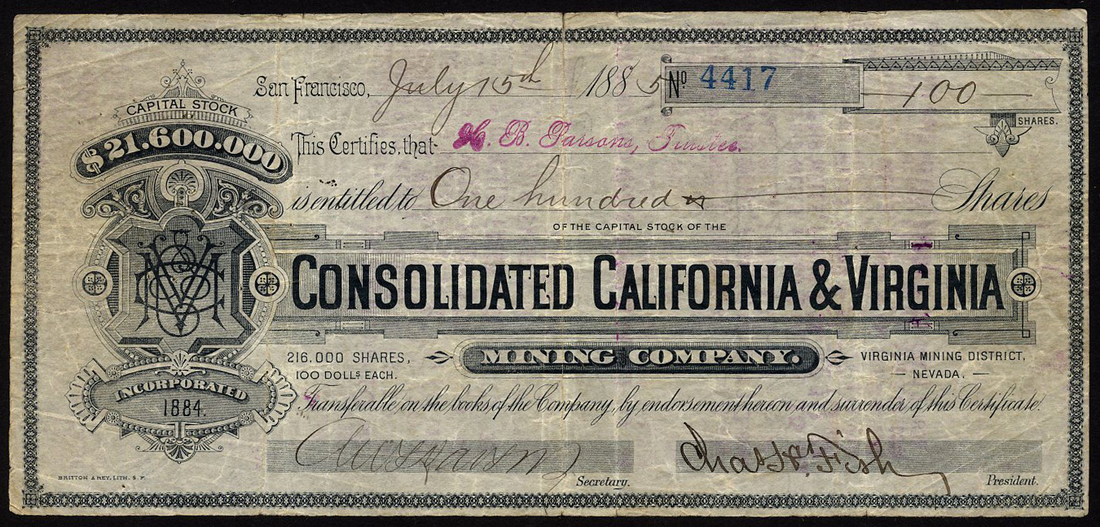 San Francisco, July 15th 1885 Nº 4417 100 SHARES.
CAPITAL STOCK
$21.600.000
This Certifies, that H. B. Parsons, Trustee.
is entitled to One hundred Shares
OF THE CAPITAL STOCK OF THE
CONSOLIDATED CALIFORNIA & VIRGINIA
216.000 SHARES,
100 DOLLS EACH.
MINING COMPANY.
VIRGINIA MINING DISTRICT,
NEVADA.
INCORPORATED
1884.
Transferable on the books of the Company, by endorsement hereon and surrender of this Certificate.
Chas. H. Fish
BRITTON & REY, LITH. S. F. Secretary. President.